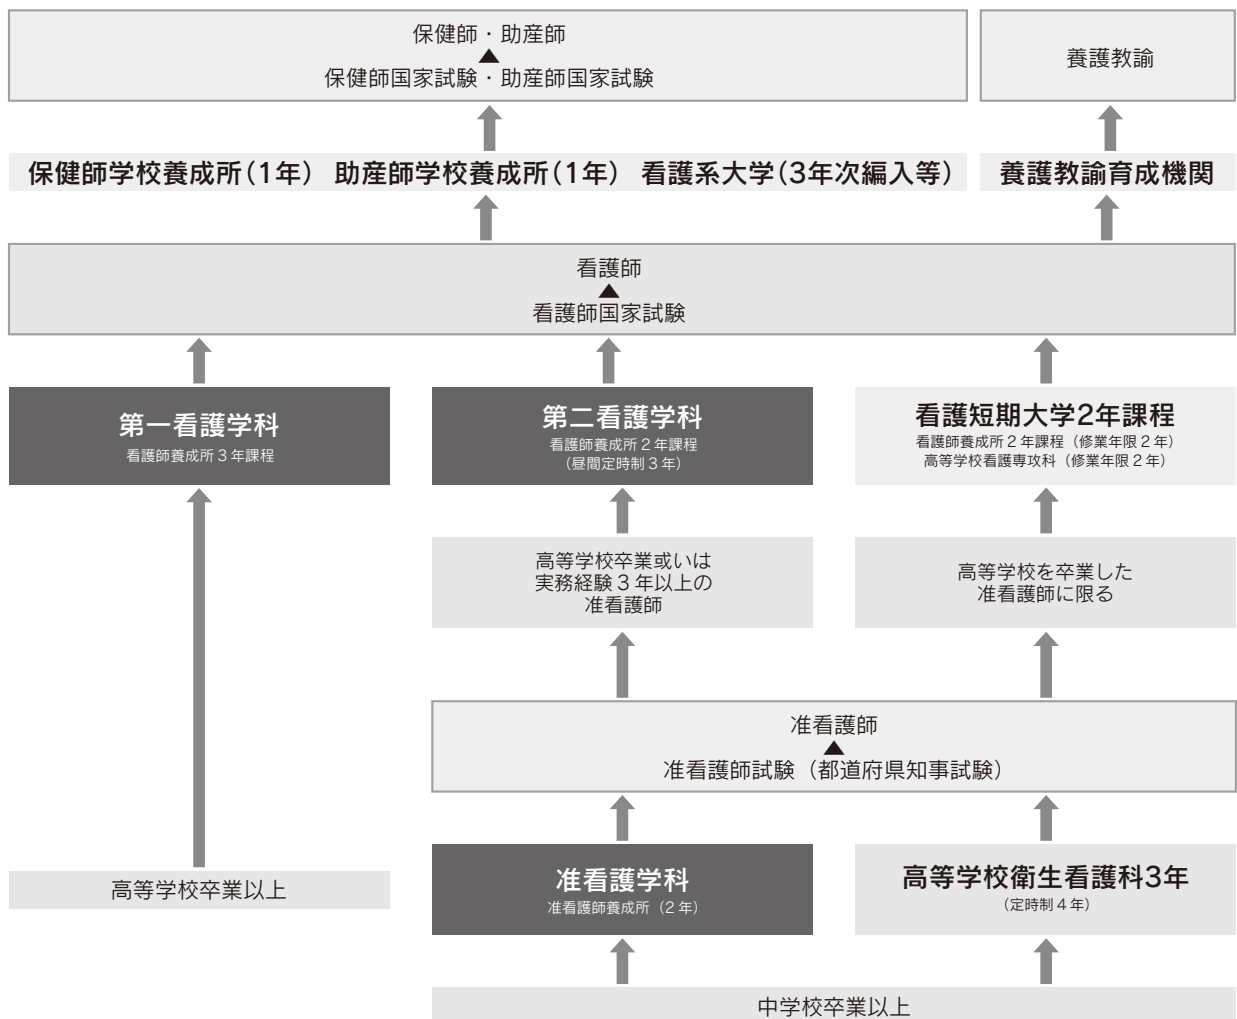 保健師・助産師
▲
保健師国家試験・助産師国家試験
養護教諭
保健師学校養成所(1年) 助産師学校養成所(1年) 看護系大学(3年次編入等)
養護教諭育成機関
看護師
▲
看護師国家試験
第一看護学科
看護師養成所3年課程
第二看護学科
看護師養成所2年課程
(昼間定時制3年)
看護短期大学2年課程
看護師養成所2年課程(修業年限2年)
高等学校看護専攻科(修業年限2年)
高等学校卒業或いは
実務経験3年以上の
准看護師
高等学校を卒業した
准看護師に限る
准看護師
▲
准看護師試験(都道府県知事試験)
高等学校卒業以上
准看護学科
准看護師養成所(2年)
高等学校衛生看護科3年
(定時制4年)
中学校卒業以上